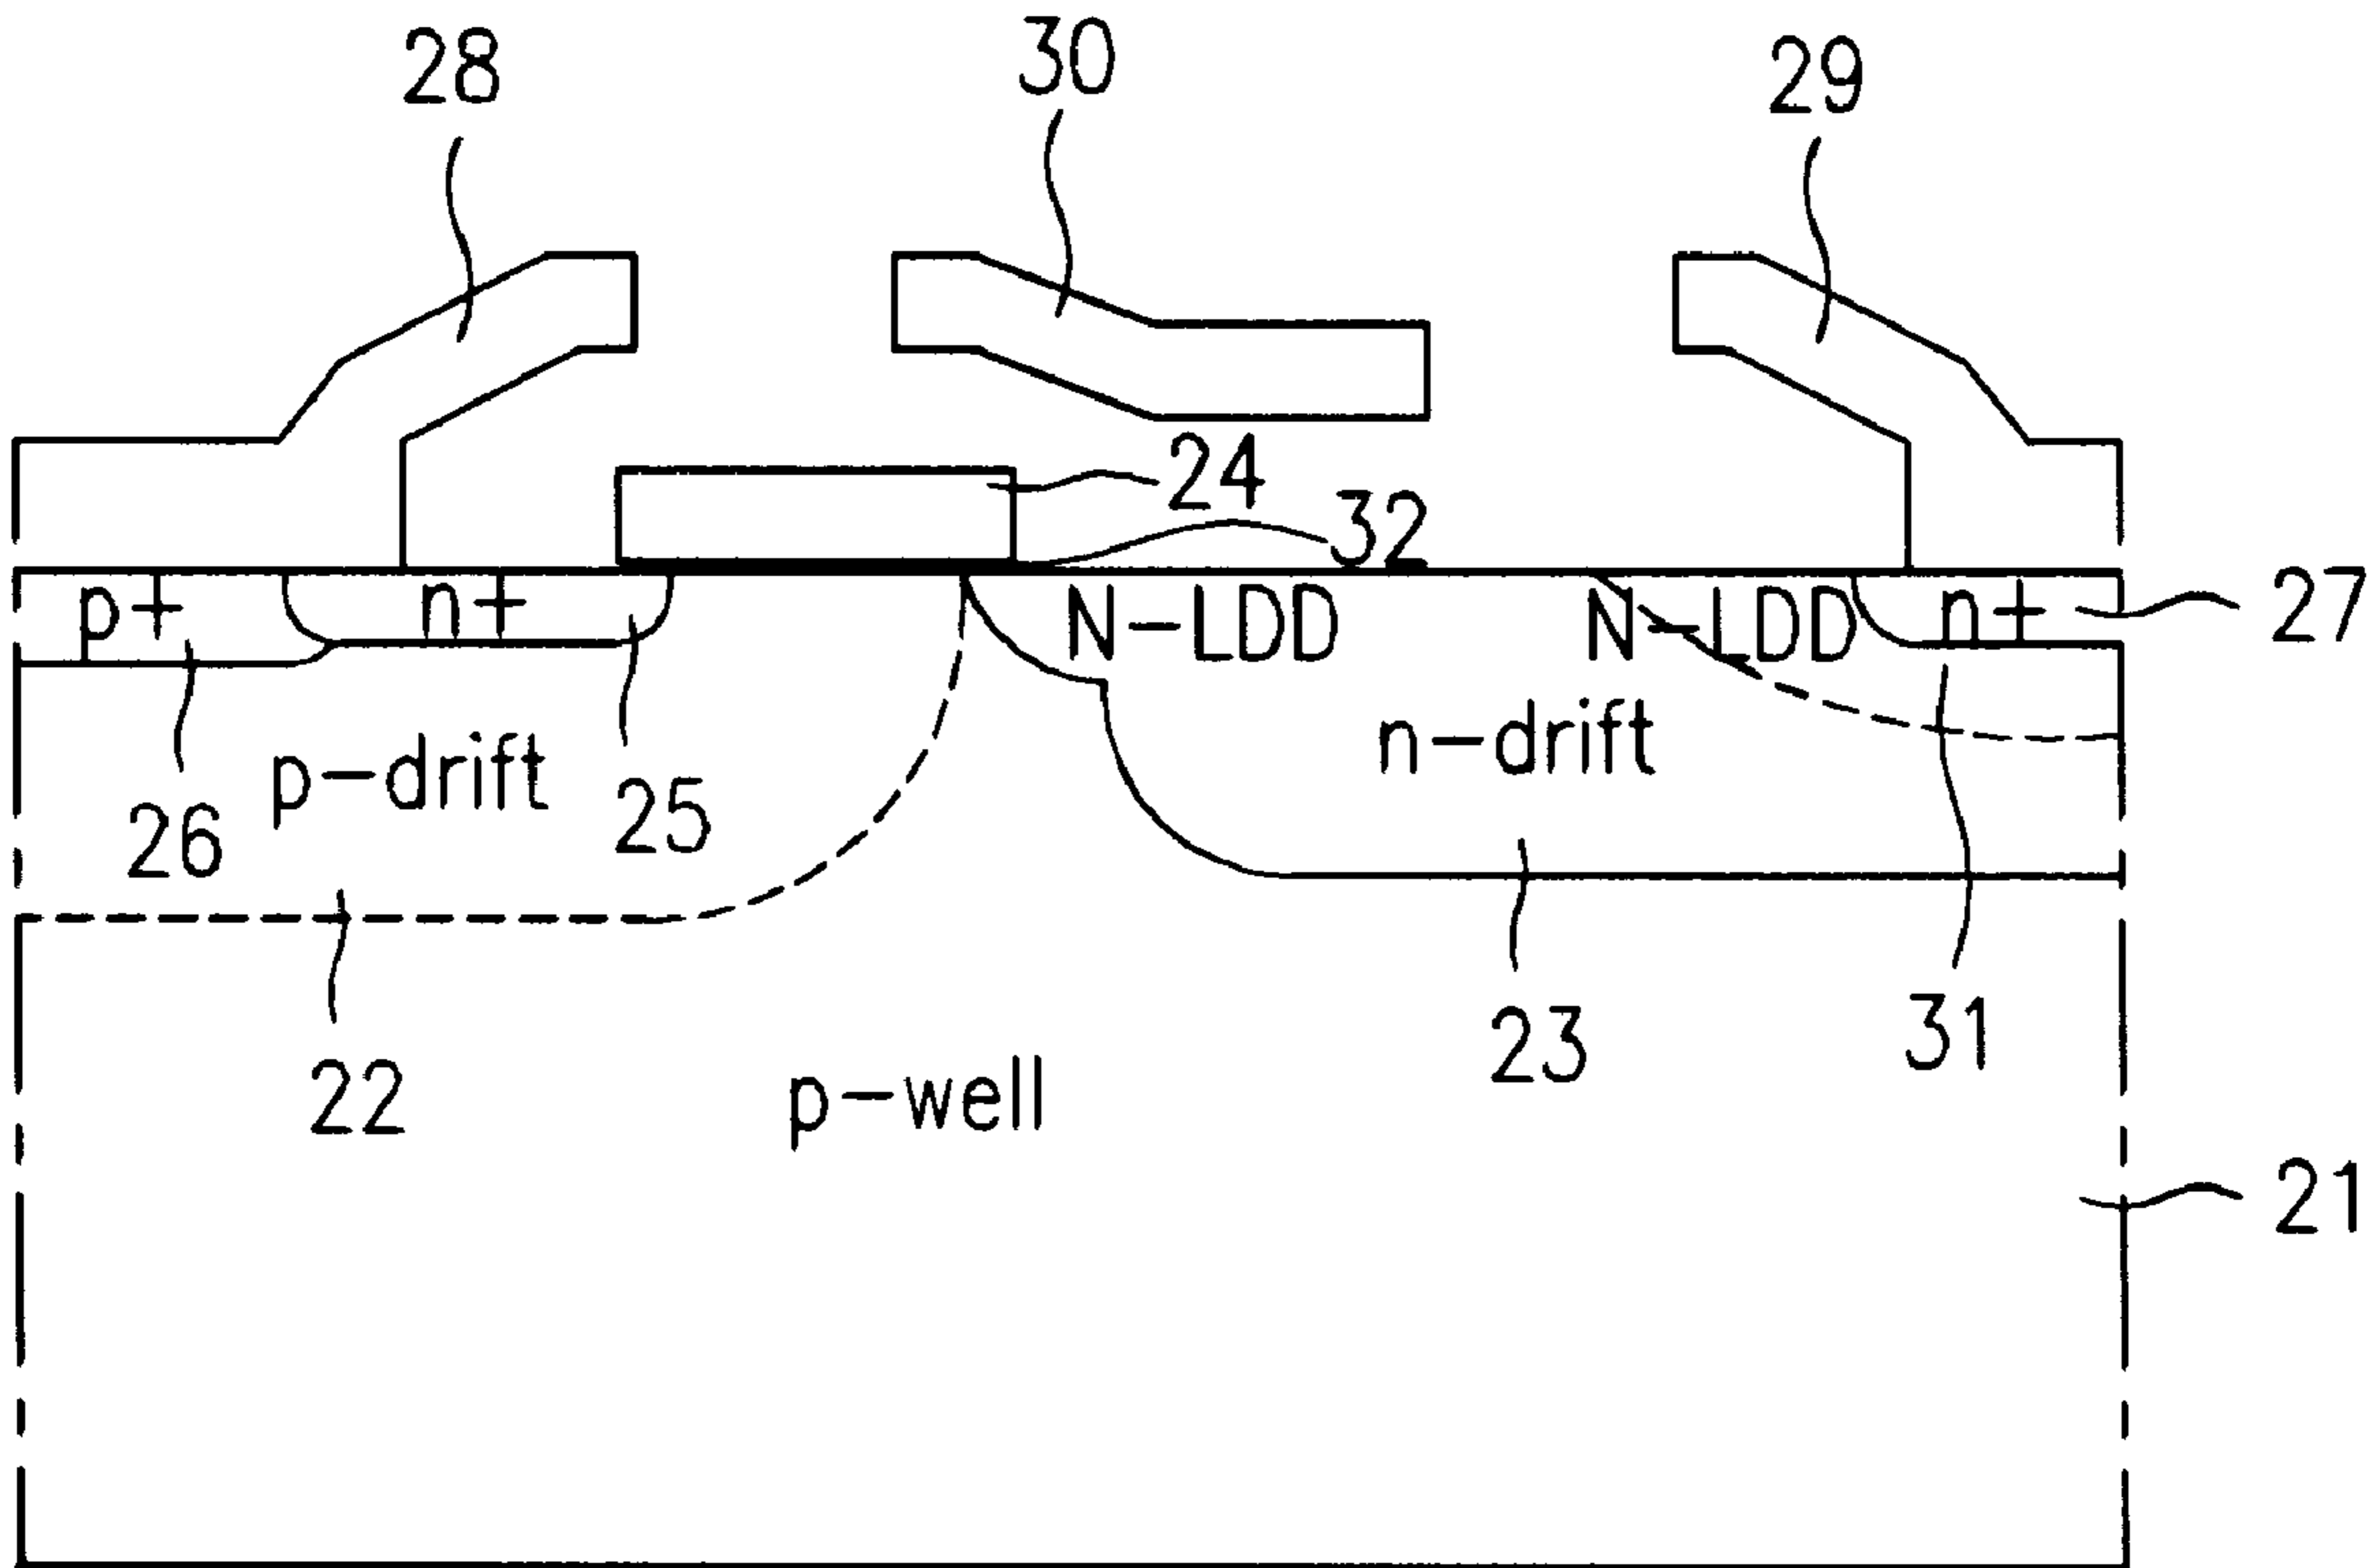 28
30
29
24
32
p+
n+
N-LDD
N-LDD
n+
27
n-drift
p-drift
25
26
23
31
22
p-well
21